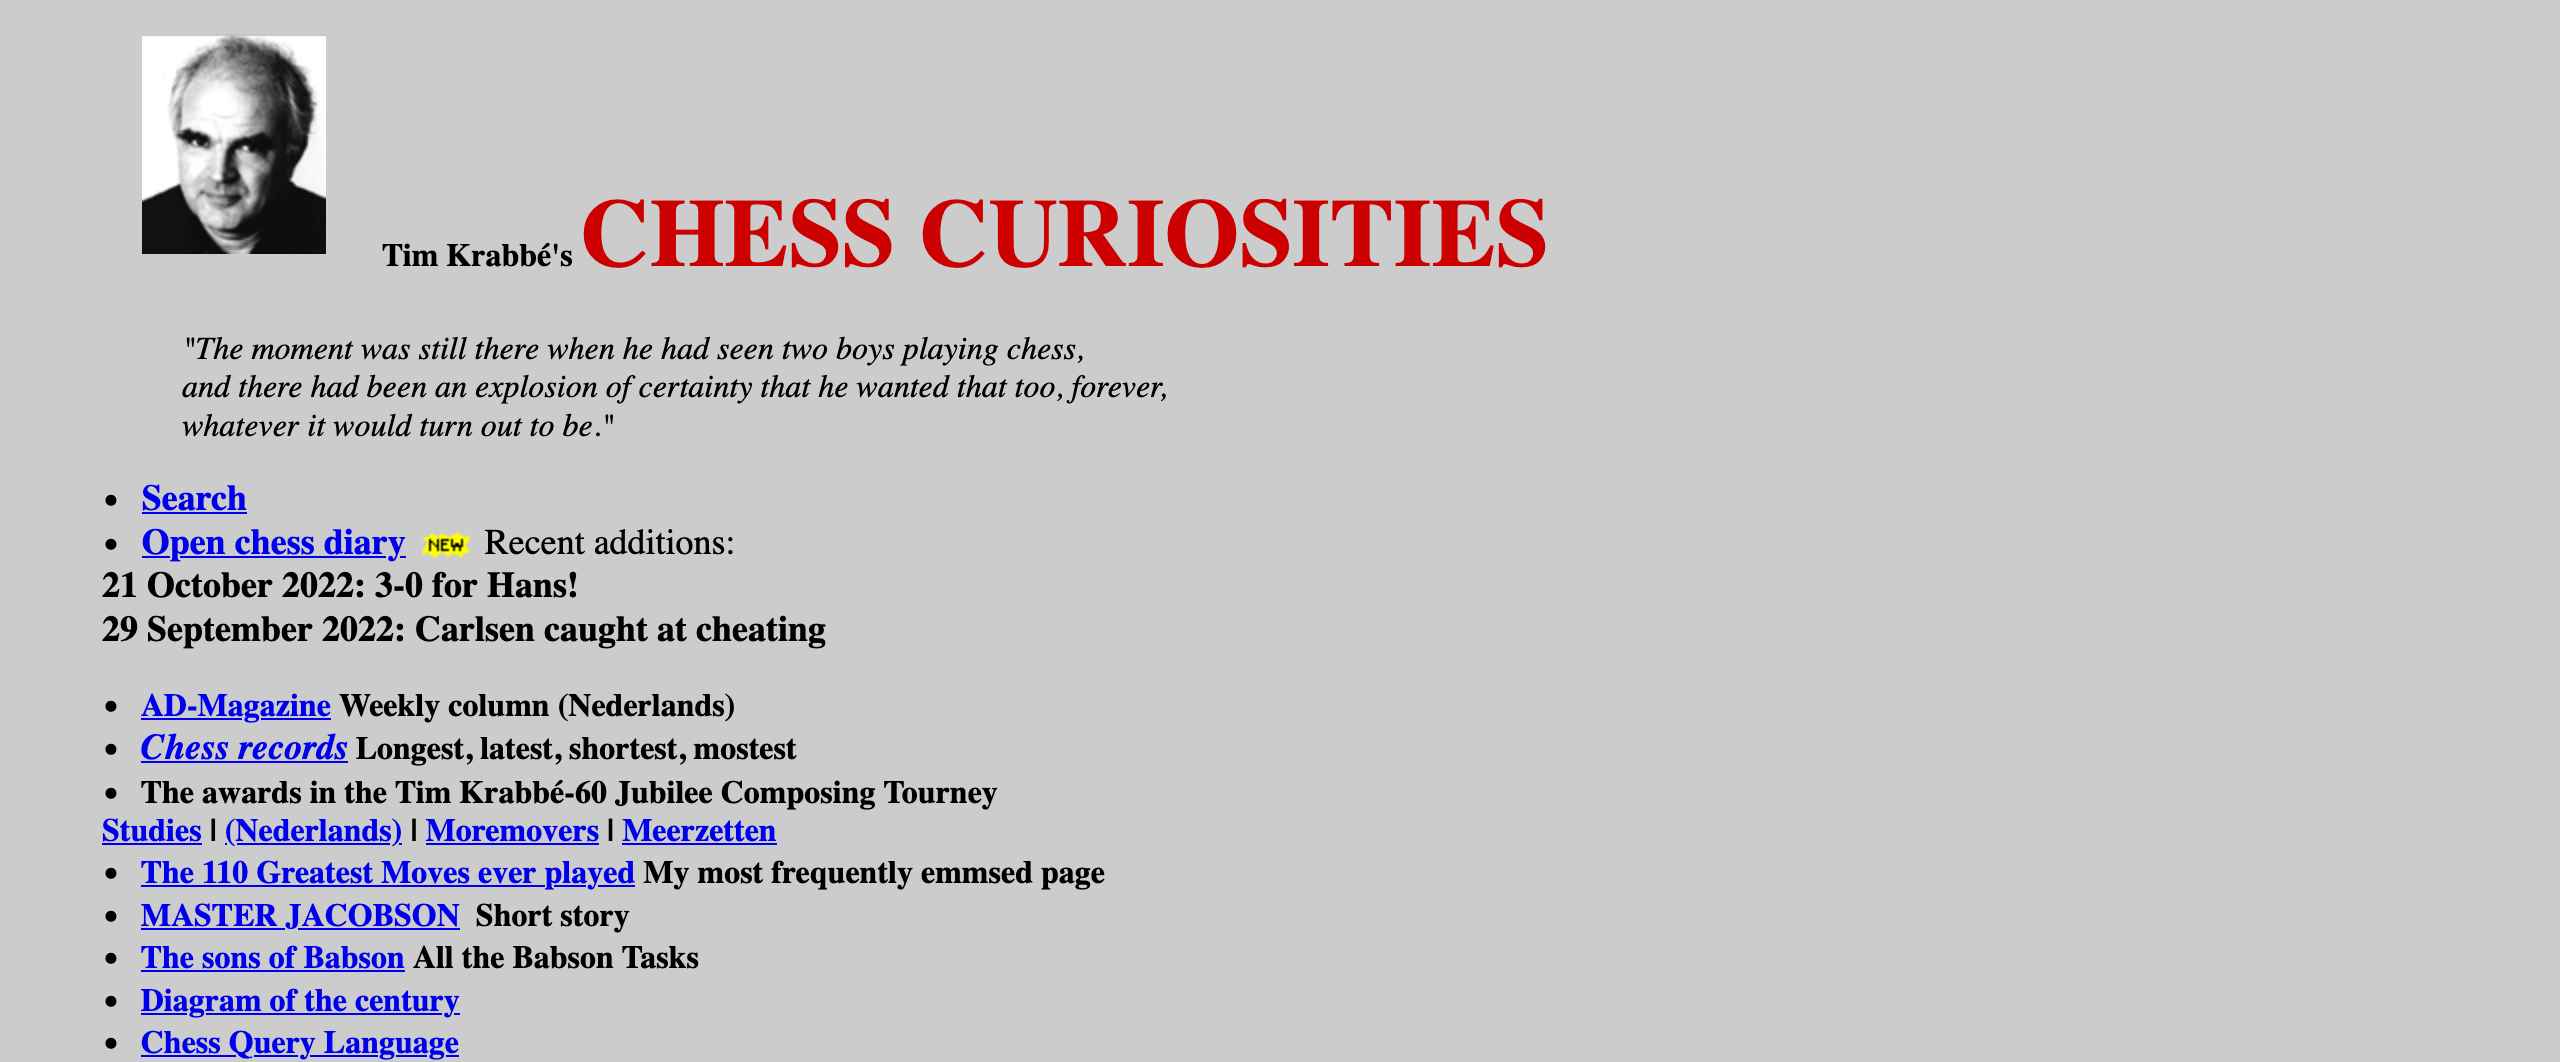 Tim Krabbé's CHESS CURIOSITIES
"The moment was still there when he had seen two boys playing chess,
and there had been an explosion of certainty that he wanted that too, forever,
whatever it would turn out to be."
• Search
• Open chess diary NEW Recent additions:
21 October 2022: 3-0 for Hans!
29 September 2022: Carlsen caught at cheating
• AD-Magazine Weekly column (Nederlands)
• Chess records Longest, latest, shortest, mostest
• The awards in the Tim Krabbé-60 Jubilee Composing Tourney
Studies | (Nederlands) | Moremovers | Meerzetten
• The 110 Greatest Moves ever played My most frequently emmsed page
• MASTER JACOBSON Short story
• The sons of Babson All the Babson Tasks
• Diagram of the century
• Chess Query Language